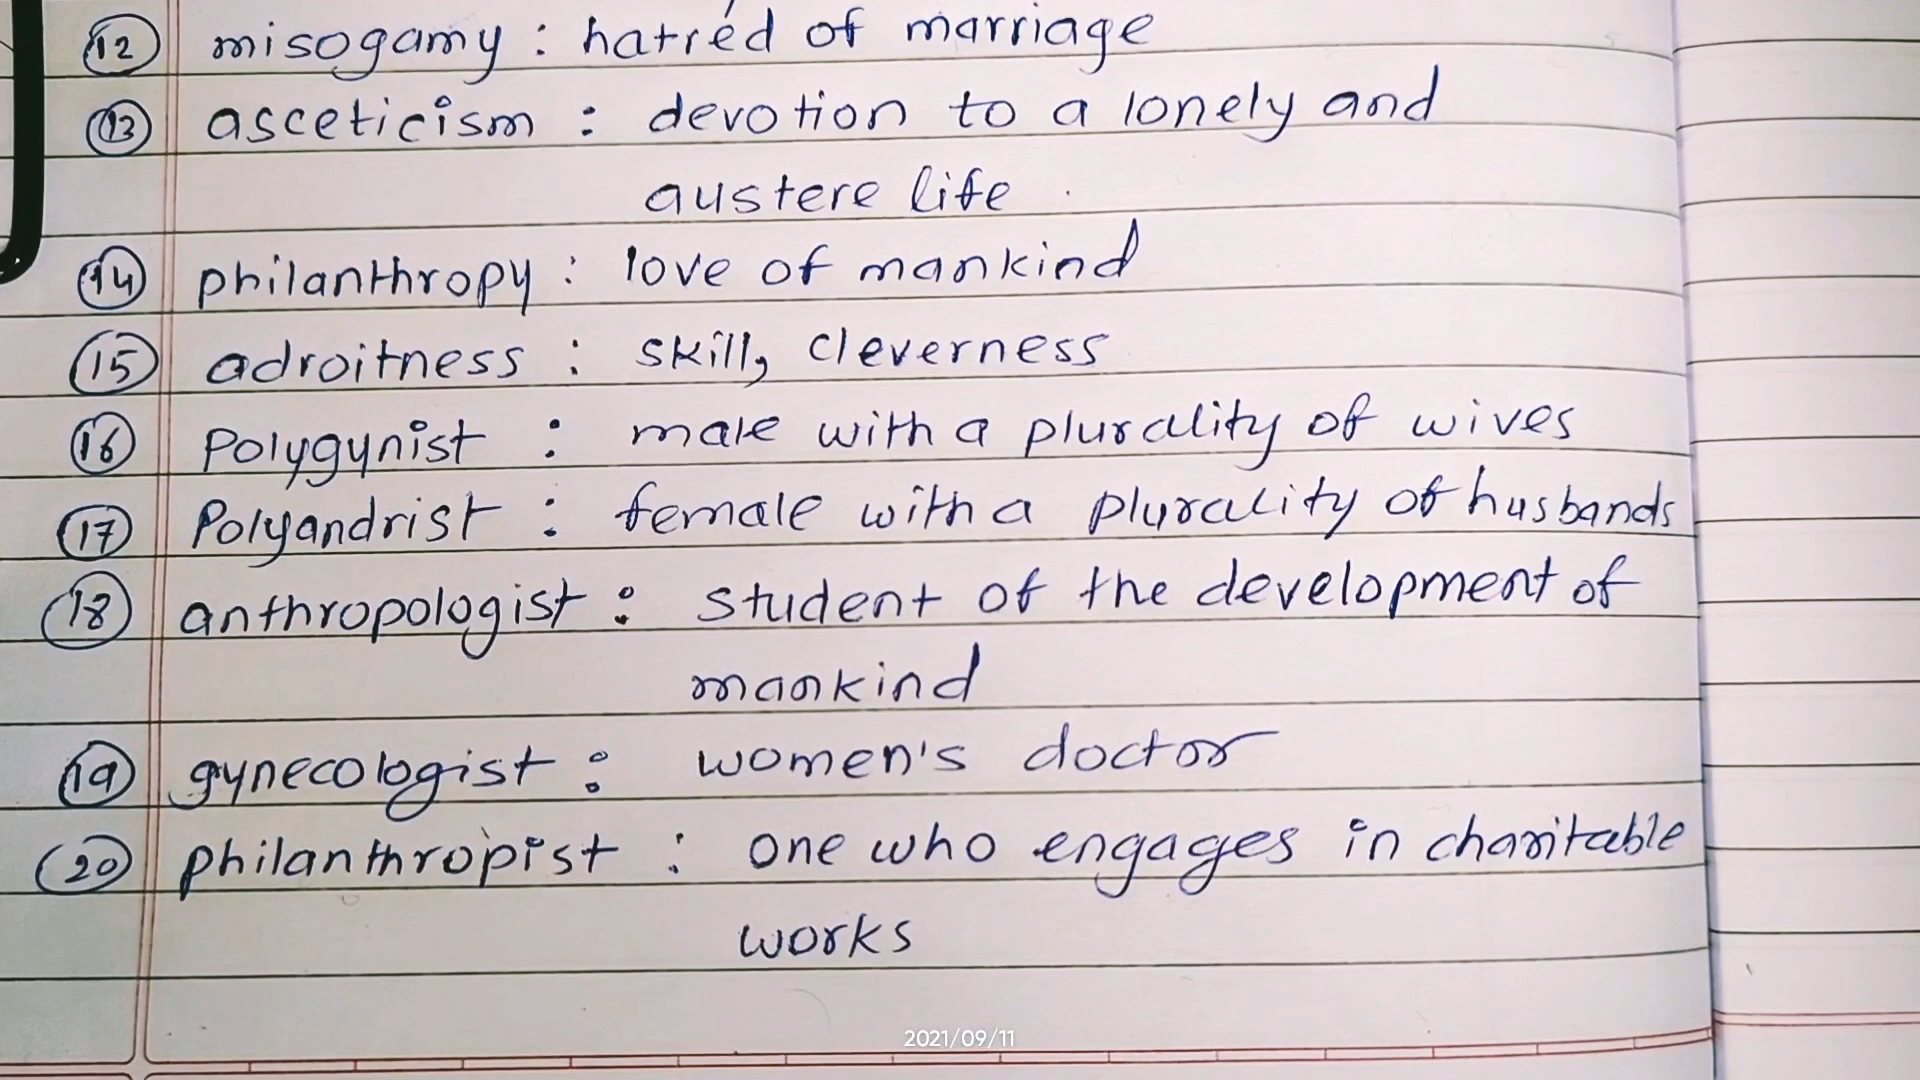 12 misogamy : hatred of marriage
13 asceticism : devotion to a lonely and
austere life
14 philanthropy : love of mankind
15 adroitness : skill, cleverness
16 Polygynist : male with a plurality of wives
17 Polyandrist : female with a plurality of husbands
18 anthropologist : student of the development of
mankind
19 gynecologist : women's doctor
20 philanthropist : one who engages in charitable
works
2021/09/11